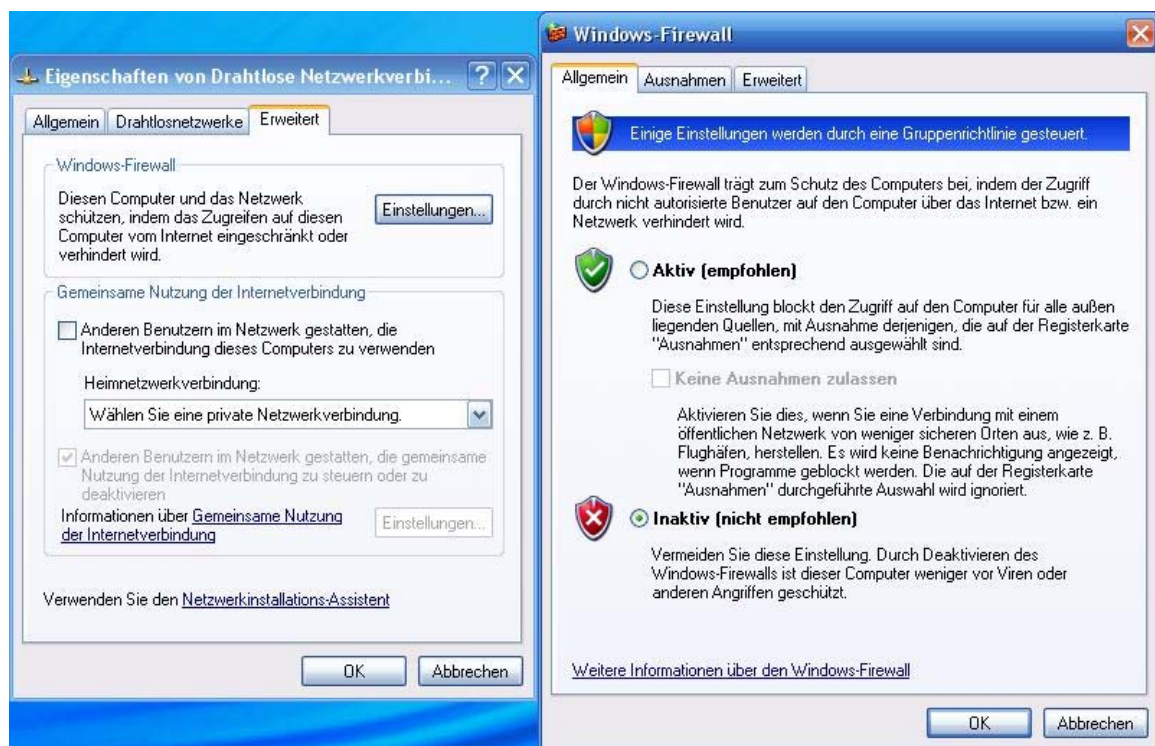 Eigenschaften von Drahtlose Netzwerkverbi...
Allgemein
Drahtlosnetzwerke
Erweitert
Windows-Firewall
Diesen Computer und das Netzwerk
schützen, indem das Zugreifen auf diesen
Computer vom Internet eingeschränkt oder
verhindert wird.
Einstellungen...
Gemeinsame Nutzung der Internetverbindung
Anderen Benutzern im Netzwerk gestatten, die
Internetverbindung dieses Computers zu verwenden
Heimnetzwerkverbindung:
Wählen Sie eine private Netzwerkverbindung.
Anderen Benutzern im Netzwerk gestatten, die gemeinsame
Nutzung der Internetverbindung zu steuern oder zu
deaktivieren
Informationen über Gemeinsame Nutzung
der Internetverbindung
Einstellungen...
Verwenden Sie den Netzwerkinstallations-Assistent
OK
Abbrechen
Windows-Firewall
Allgemein
Ausnahmen
Erweitert
Einige Einstellungen werden durch eine Gruppenrichtlinie gesteuert.
Der Windows-Firewall trägt zum Schutz des Computers bei, indem der Zugriff
durch nicht autorisierte Benutzer auf den Computer über das Internet bzw. ein
Netzwerk verhindert wird.
Aktiv (empfohlen)
Diese Einstellung blockt den Zugriff auf den Computer für alle außen
liegenden Quellen, mit Ausnahme derjenigen, die auf der Registerkarte
"Ausnahmen" entsprechend ausgewählt sind.
Keine Ausnahmen zulassen
Aktivieren Sie dies, wenn Sie eine Verbindung mit einem
öffentlichen Netzwerk von weniger sicheren Orten aus, wie z. B.
Flughäfen, herstellen. Es wird keine Benachrichtigung angezeigt,
wenn Programme geblockt werden. Die auf der Registerkarte
"Ausnahmen" durchgeführte Auswahl wird ignoriert.
Inaktiv (nicht empfohlen)
Vermeiden Sie diese Einstellung. Durch Deaktivieren des
Windows-Firewalls ist dieser Computer weniger vor Viren oder
anderen Angriffen geschützt.
Weitere Informationen über den Windows-Firewall
OK
Abbrechen